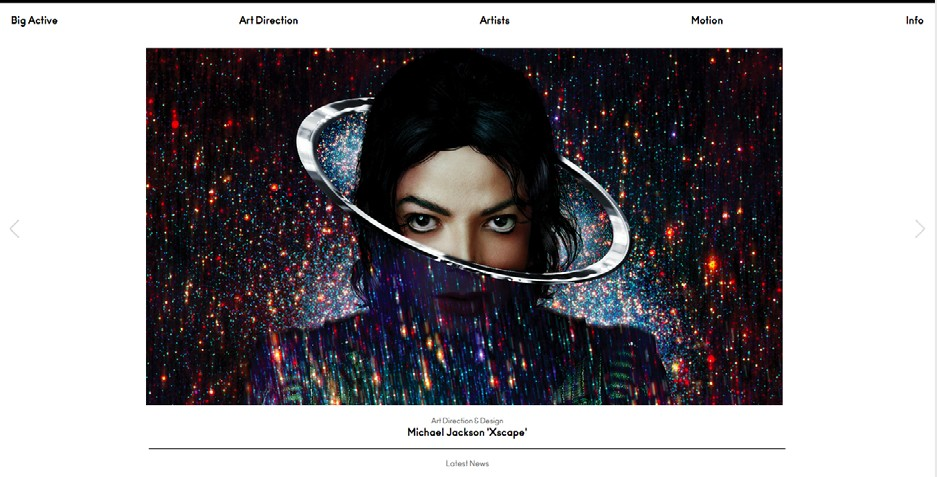 Big Active Art Direction Artists Motion Info
Art Direction & Design
Michael Jackson 'Xscape'
Latest News